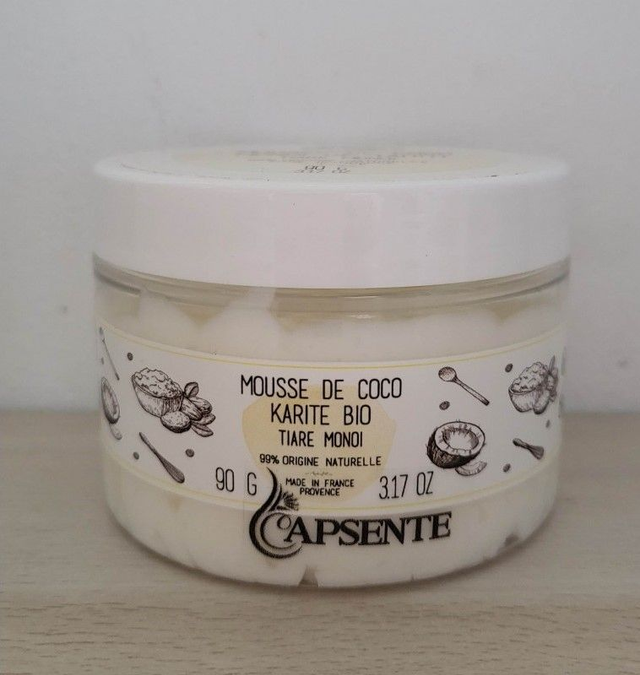 MOUSSE DE COCO
KARITE BIO
TIARE MONOI
99% ORIGINE NATURELLE
90 G
MADE IN FRANCE
PROVENCE
3.17 OZ
CAPSENTE